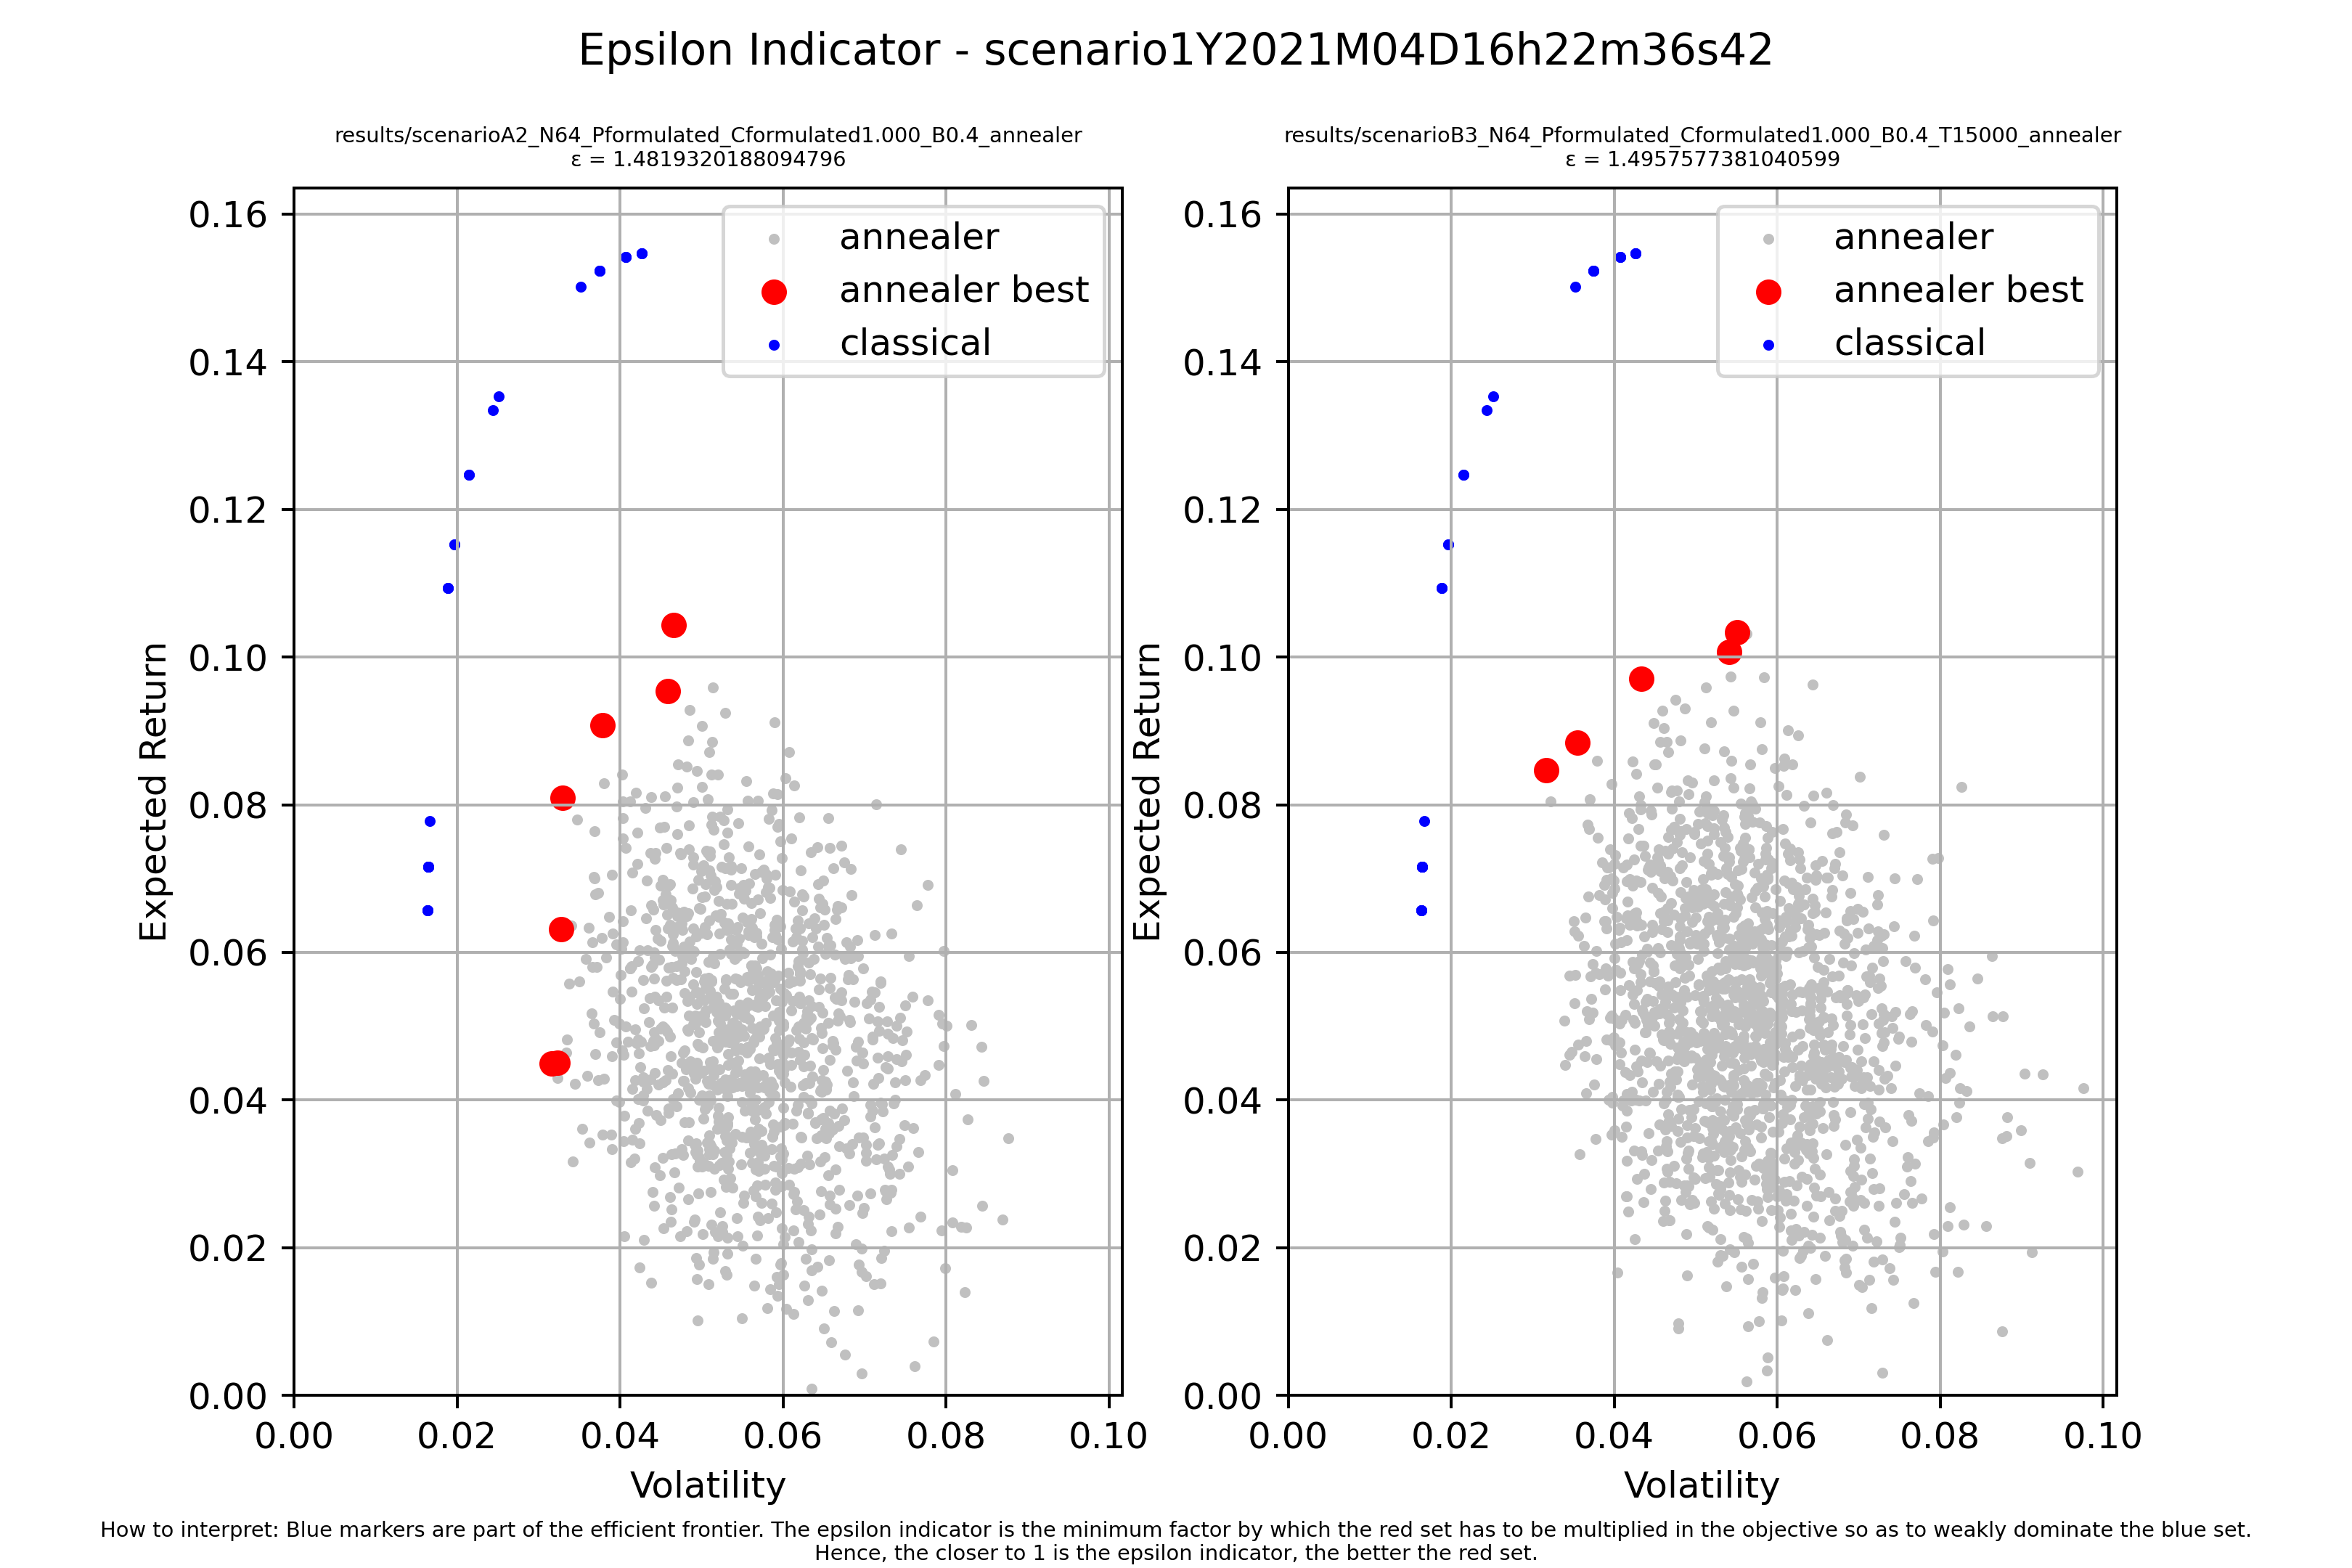 Epsilon Indicator - scenario1Y2021M04D16h22m36s42
results/scenarioA2_N64_Pformulated_Cformulated1.000_B0.4_annealer
ε = 1.4819320188094796
0.16
0.14
0.12
0.10
0.08
0.06
0.04
0.02
0.00
Expected Return
annealer
annealer best
classical
0.00 0.02 0.04 0.06 0.08 0.10
Volatility
results/scenarioB3_N64_Pformulated_Cformulated1.000_B0.4_T15000_annealer
ε = 1.4957577381040599
0.16
0.14
0.12
0.10
0.08
0.06
0.04
0.02
0.00
Expected Return
annealer
annealer best
classical
0.00 0.02 0.04 0.06 0.08 0.10
Volatility
How to interpret: Blue markers are part of the efficient frontier. The epsilon indicator is the minimum factor by which the red set has to be multiplied in the objective so as to weakly dominate the blue set.
Hence, the closer to 1 is the epsilon indicator, the better the red set.